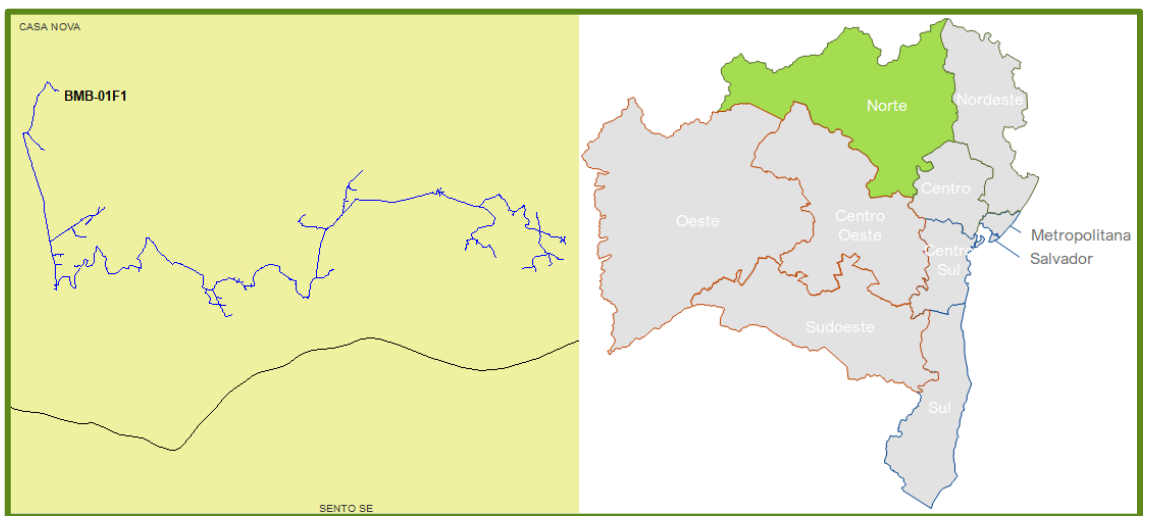 CASA NOVA
BMB-01F1
SENTO SE
Norte
Nordeste
Centro
Oeste
Centro
Oeste
Metropolitana
Centro
Sul
Salvador
Sudoeste
Sul